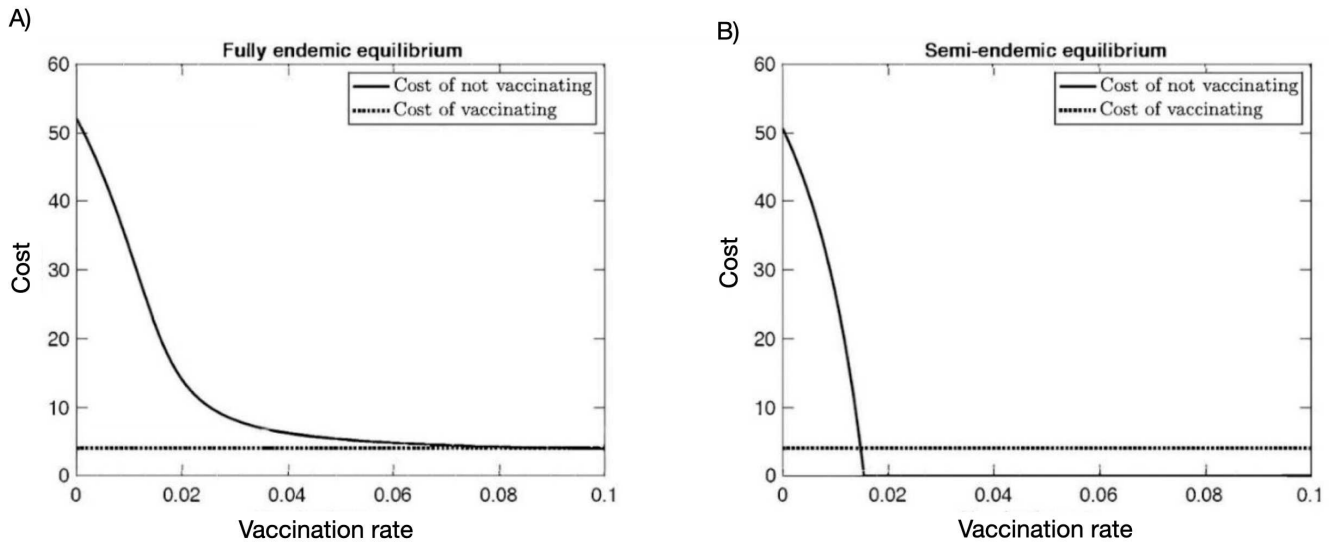 A)
Fully endemic equilibrium
60
50
40
30
20
10
0
Cost
Cost of not vaccinating
Cost of vaccinating
0 0.02 0.04 0.06 0.08 0.1
Vaccination rate
B)
Semi-endemic equilibrium
60
50
40
30
20
10
0
Cost
Cost of not vaccinating
Cost of vaccinating
0 0.02 0.04 0.06 0.08 0.1
Vaccination rate